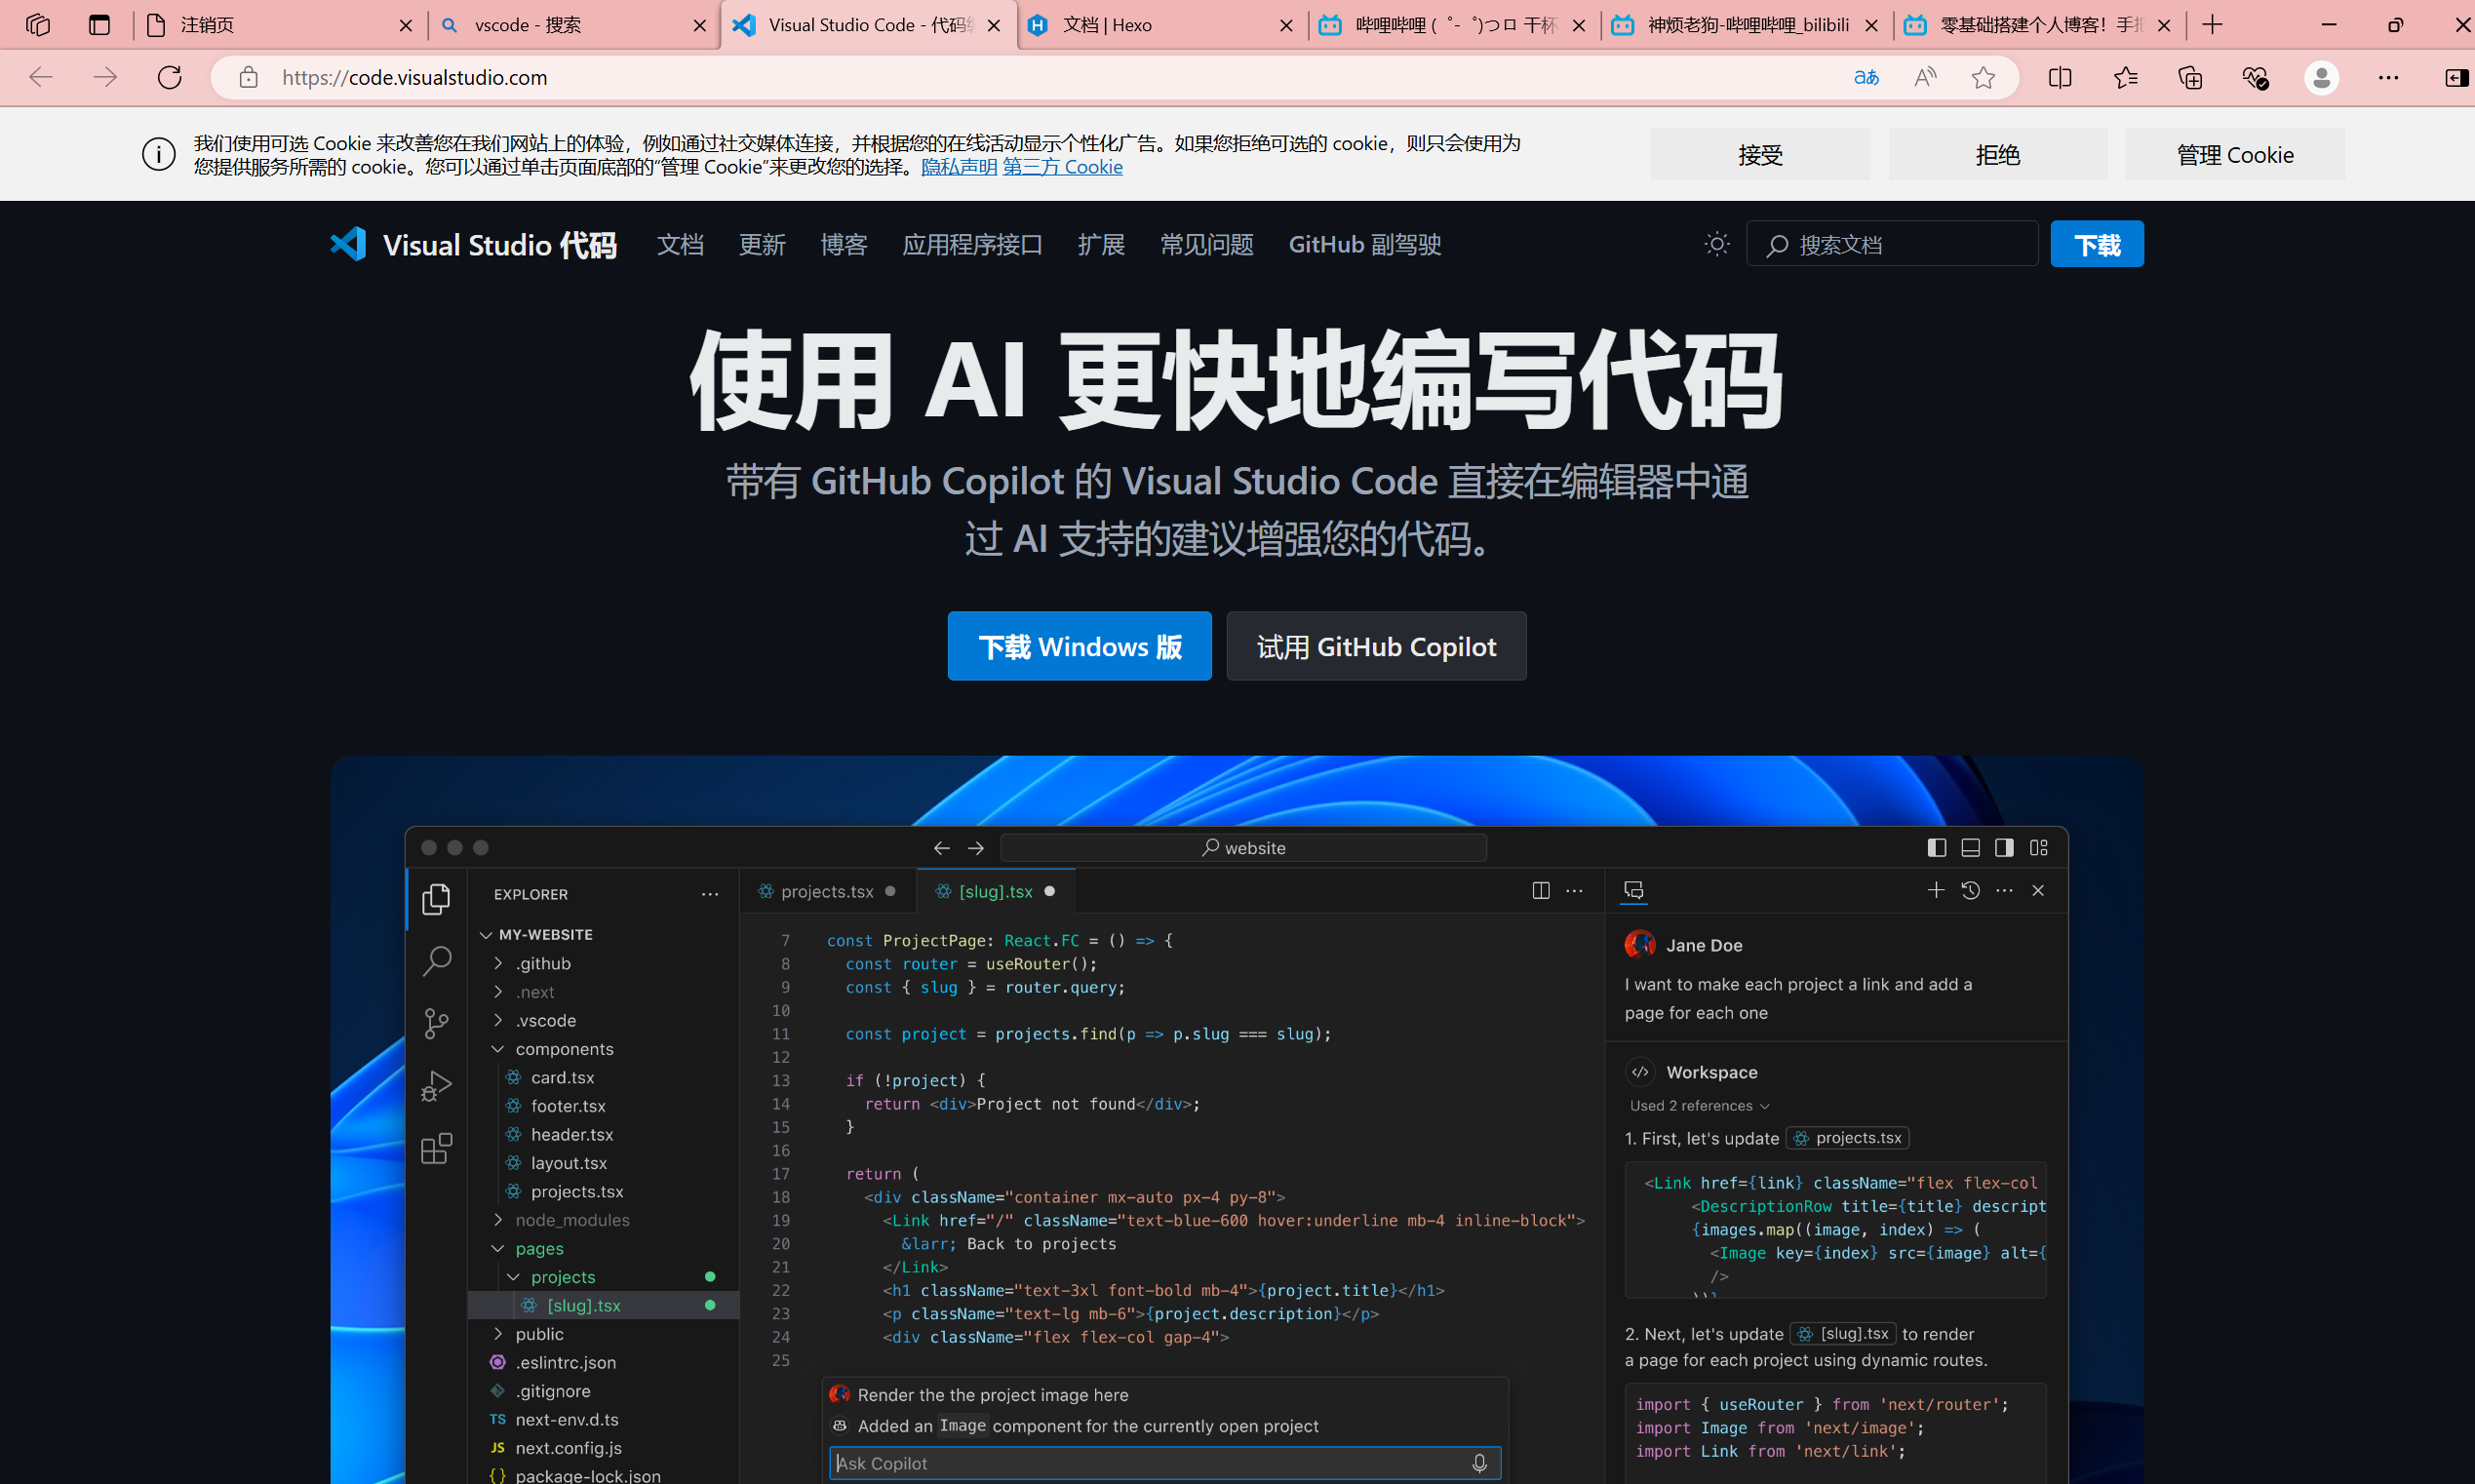 注销页
vscode - 搜索
Visual Studio Code - 代码编
文档 | Hexo
哔哩哔哩 (゜-゜)つロ 干杯
神烦老狗-哔哩哔哩_bilibili
零基础搭建个人博客！手把
https://code.visualstudio.com
我们使用可选 Cookie 来改善您在我们网站上的体验，例如通过社交媒体连接，并根据您的在线活动显示个性化广告。如果您拒绝可选的 cookie，则只会使用为
您提供服务所需的 cookie。您可以通过单击页面底部的“管理 Cookie”来更改您的选择。隐私声明 第三方 Cookie
接受
拒绝
管理 Cookie
Visual Studio 代码
文档
更新
博客
应用程序接口
扩展
常见问题
GitHub 副驾驶
搜索文档
下载
使用 AI 更快地编写代码
带有 GitHub Copilot 的 Visual Studio Code 直接在编辑器中通
过 AI 支持的建议增强您的代码。
下载 Windows 版
试用 GitHub Copilot
website
EXPLORER
MY-WEBSITE
.github
.next
.vscode
components
card.tsx
footer.tsx
header.tsx
layout.tsx
projects.tsx
node_modules
pages
projects
[slug].tsx
public
.eslintrc.json
.gitignore
TS next-env.d.ts
JS next.config.js
{} package-lock.json
projects.tsx
[slug].tsx
7 const ProjectPage: React.FC = () => {
8 const router = useRouter();
9 const { slug } = router.query;
10
11 const project = projects.find(p => p.slug === slug);
12
13 if (!project) {
14 return <div>Project not found</div>;
15 }
16
17 return (
18 <div className="container mx-auto px-4 py-8">
19 <Link href="/" className="text-blue-600 hover:underline mb-4 inline-block">
20 &larr; Back to projects
21 </Link>
22 <h1 className="text-3xl font-bold mb-4">{project.title}</h1>
23 <p className="text-lg mb-6">{project.description}</p>
24 <div className="flex flex-col gap-4">
25
Render the the project image here
Added an Image component for the currently open project
Ask Copilot
Jane Doe
I want to make each project a link and add a
page for each one
Workspace
Used 2 references
1. First, let's update projects.tsx
<Link href={link} className="flex flex-col
<DescriptionRow title={title} descript
{images.map((image, index) => (
<Image key={index} src={image} alt={
/>
))}
2. Next, let's update [slug].tsx to render
a page for each project using dynamic routes.
import { useRouter } from 'next/router';
import Image from 'next/image';
import Link from 'next/link';